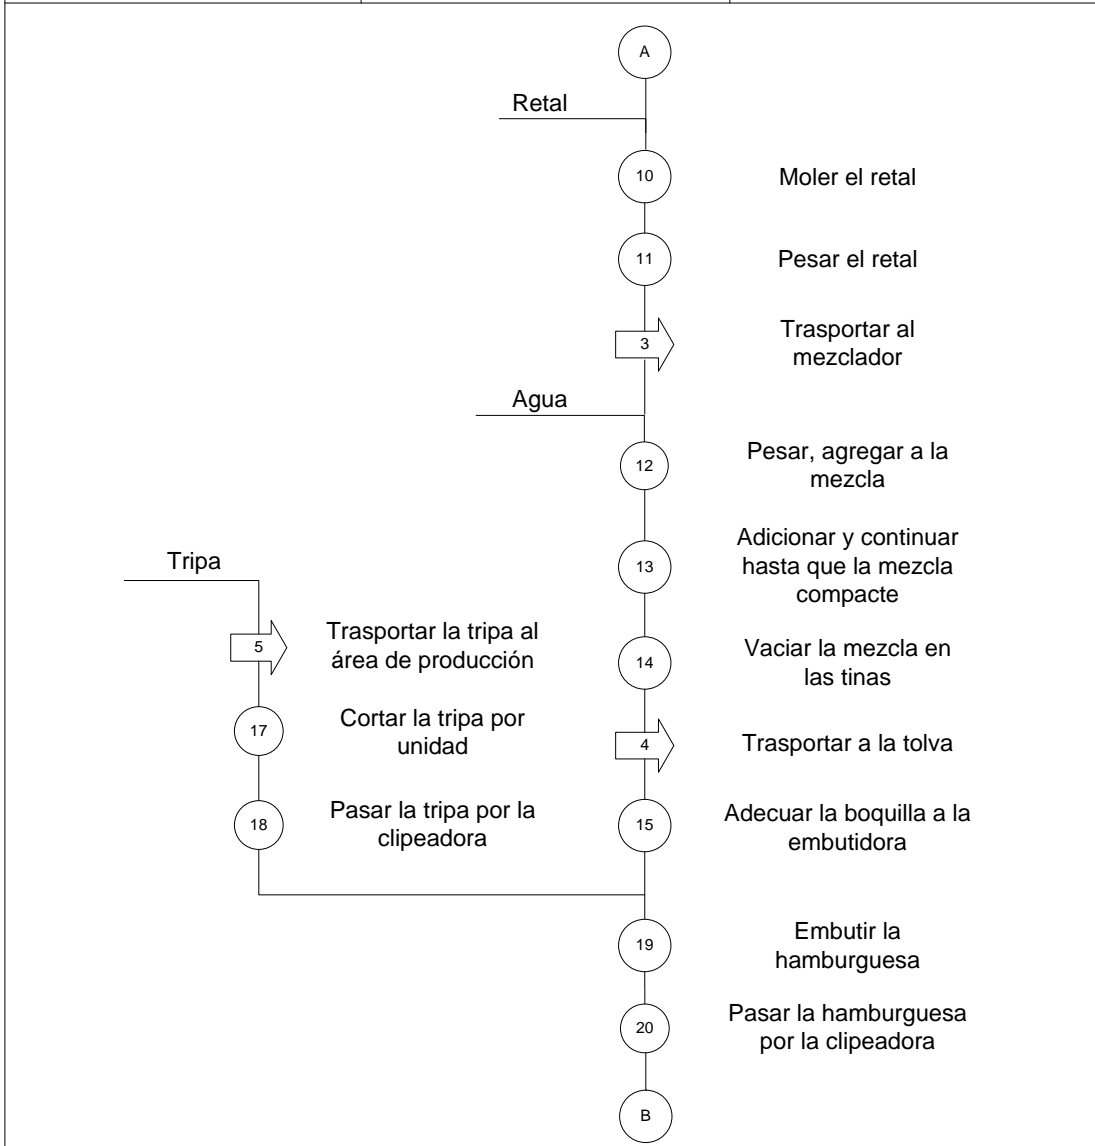 A
Retal
10
Moler el retal
11
Pesar el retal
3
Trasportar al
mezclador
Agua
12
Pesar, agregar a la
mezcla
13
Adicionar y continuar
hasta que la mezcla
compacte
Tripa
5
Trasportar la tripa al
área de producción
14
Vaciar la mezcla en
las tinas
17
Cortar la tripa por
unidad
4
Trasportar a la tolva
18
Pasar la tripa por la
clipeadora
15
Adecuar la boquilla a la
embutidora
19
Embutir la
hamburguesa
20
Pasar la hamburguesa
por la clipeadora
B